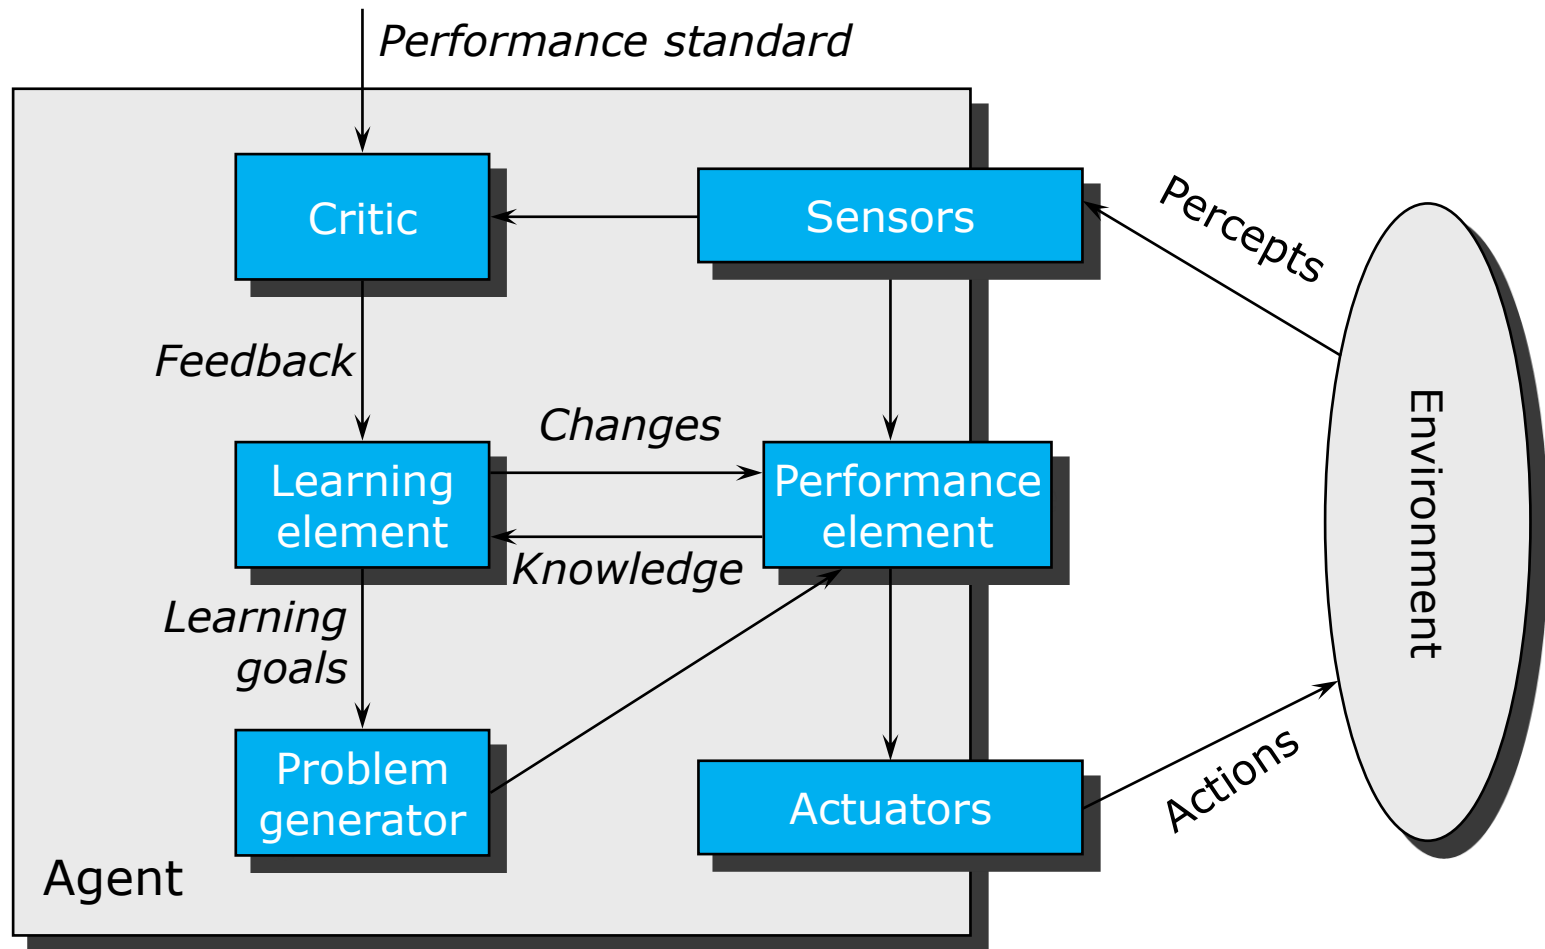 Performance standard
Critic
Sensors
Percepts
Feedback
Changes
Environment
Learning
element
Performance
element
Knowledge
Learning
goals
Problem
generator
Actuators
Actions
Agent